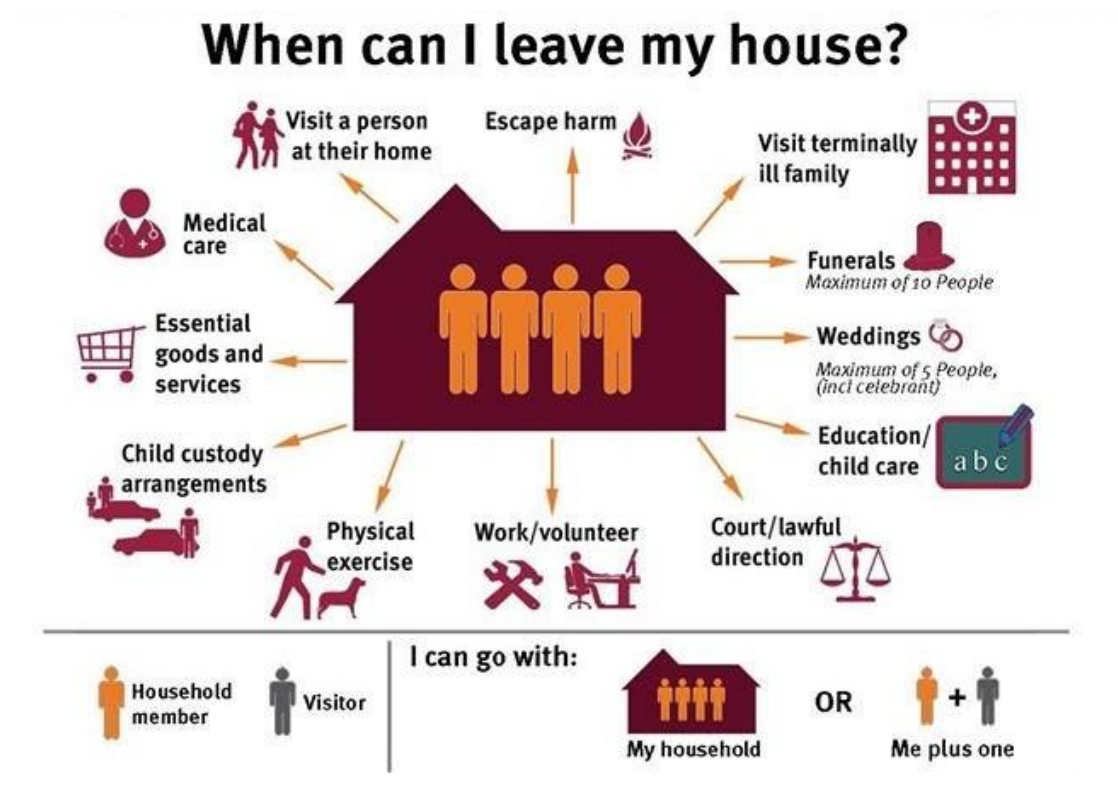 When can I leave my house?
Visit a person
at their home
Escape harm
Visit terminally
ill family
Medical
care
Funerals
Maximum of 10 People
Essential
goods and
services
Weddings
Maximum of 5 People,
(incl celebrant)
Child custody
arrangements
Education/
child care
abc
Physical
exercise
Work/volunteer
Court/lawful
direction
Household
member
Visitor
I can go with:
My household
OR
+
Me plus one